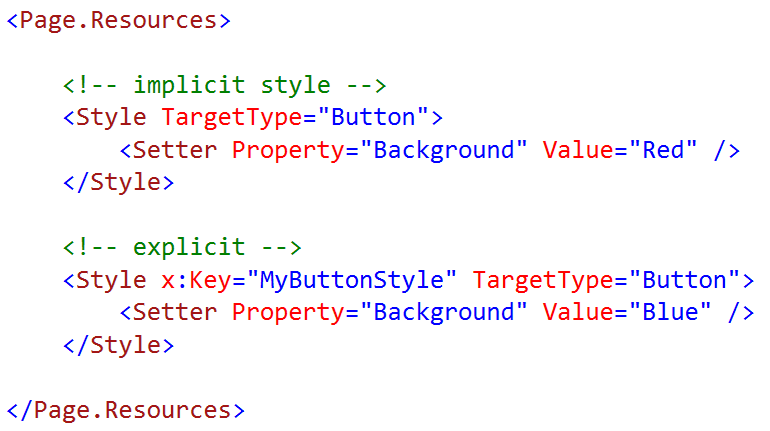 <Page.Resources>
<!-- implicit style -->
<Style TargetType="Button">
<Setter Property="Background" Value="Red" />
</Style>
<!-- explicit -->
<Style x:Key="MyButtonStyle" TargetType="Button">
<Setter Property="Background" Value="Blue" />
</Style>
</Page.Resources>